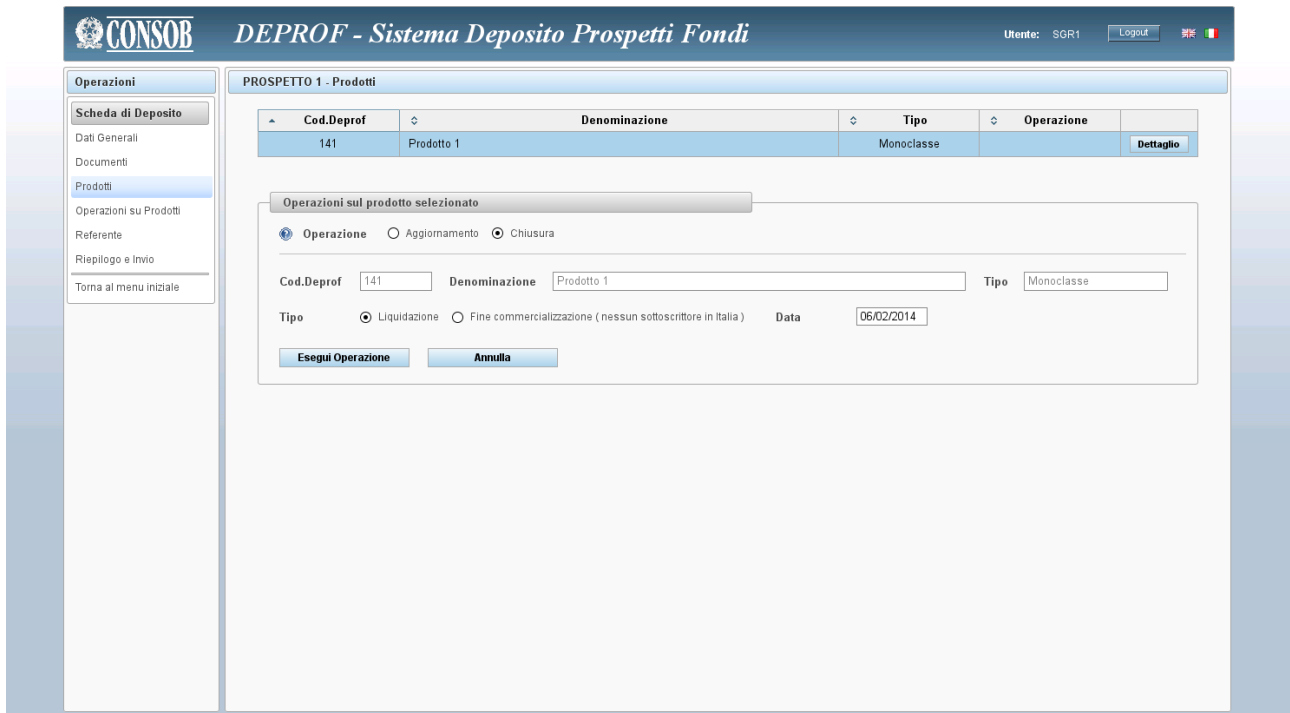 CONSOB DEPROF - Sistema Deposito Prospetti Fondi Utente: SGR1 Logout
Operazioni
Scheda di Deposito
Dati Generali
Documenti
Prodotti
Operazioni su Prodotti
Referente
Riepilogo e Invio
Torna al menu iniziale
PROSPETTO 1 - Prodotti
Cod.Deprof Denominazione Tipo Operazione
141 Prodotto 1 Monoclasse Dettaglio
Operazioni sul prodotto selezionato
Operazione Aggiornamento Chiusura
Cod.Deprof 141 Denominazione Prodotto 1 Tipo Monoclasse
Tipo Liquidazione Fine commercializzazione ( nessun sottoscrittore in Italia ) Data 06/02/2014
Esegui Operazione Annulla